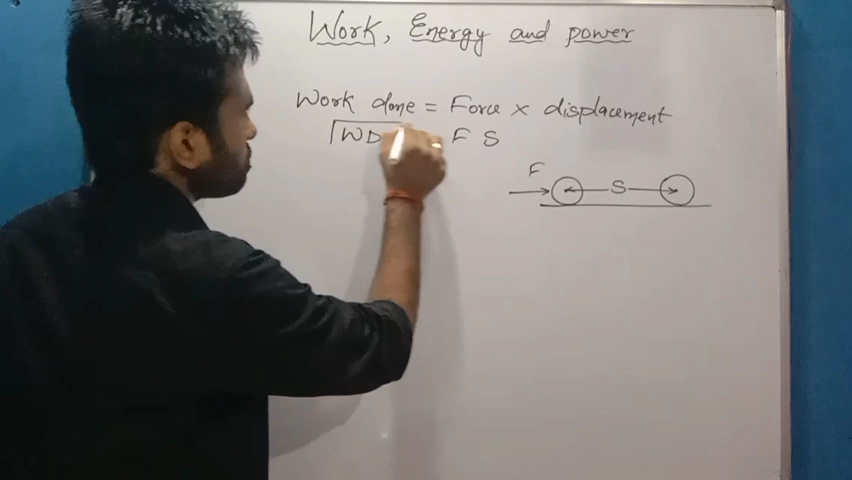 Work, Energy and power
Work done = Force × displacement
WD F S
F
S